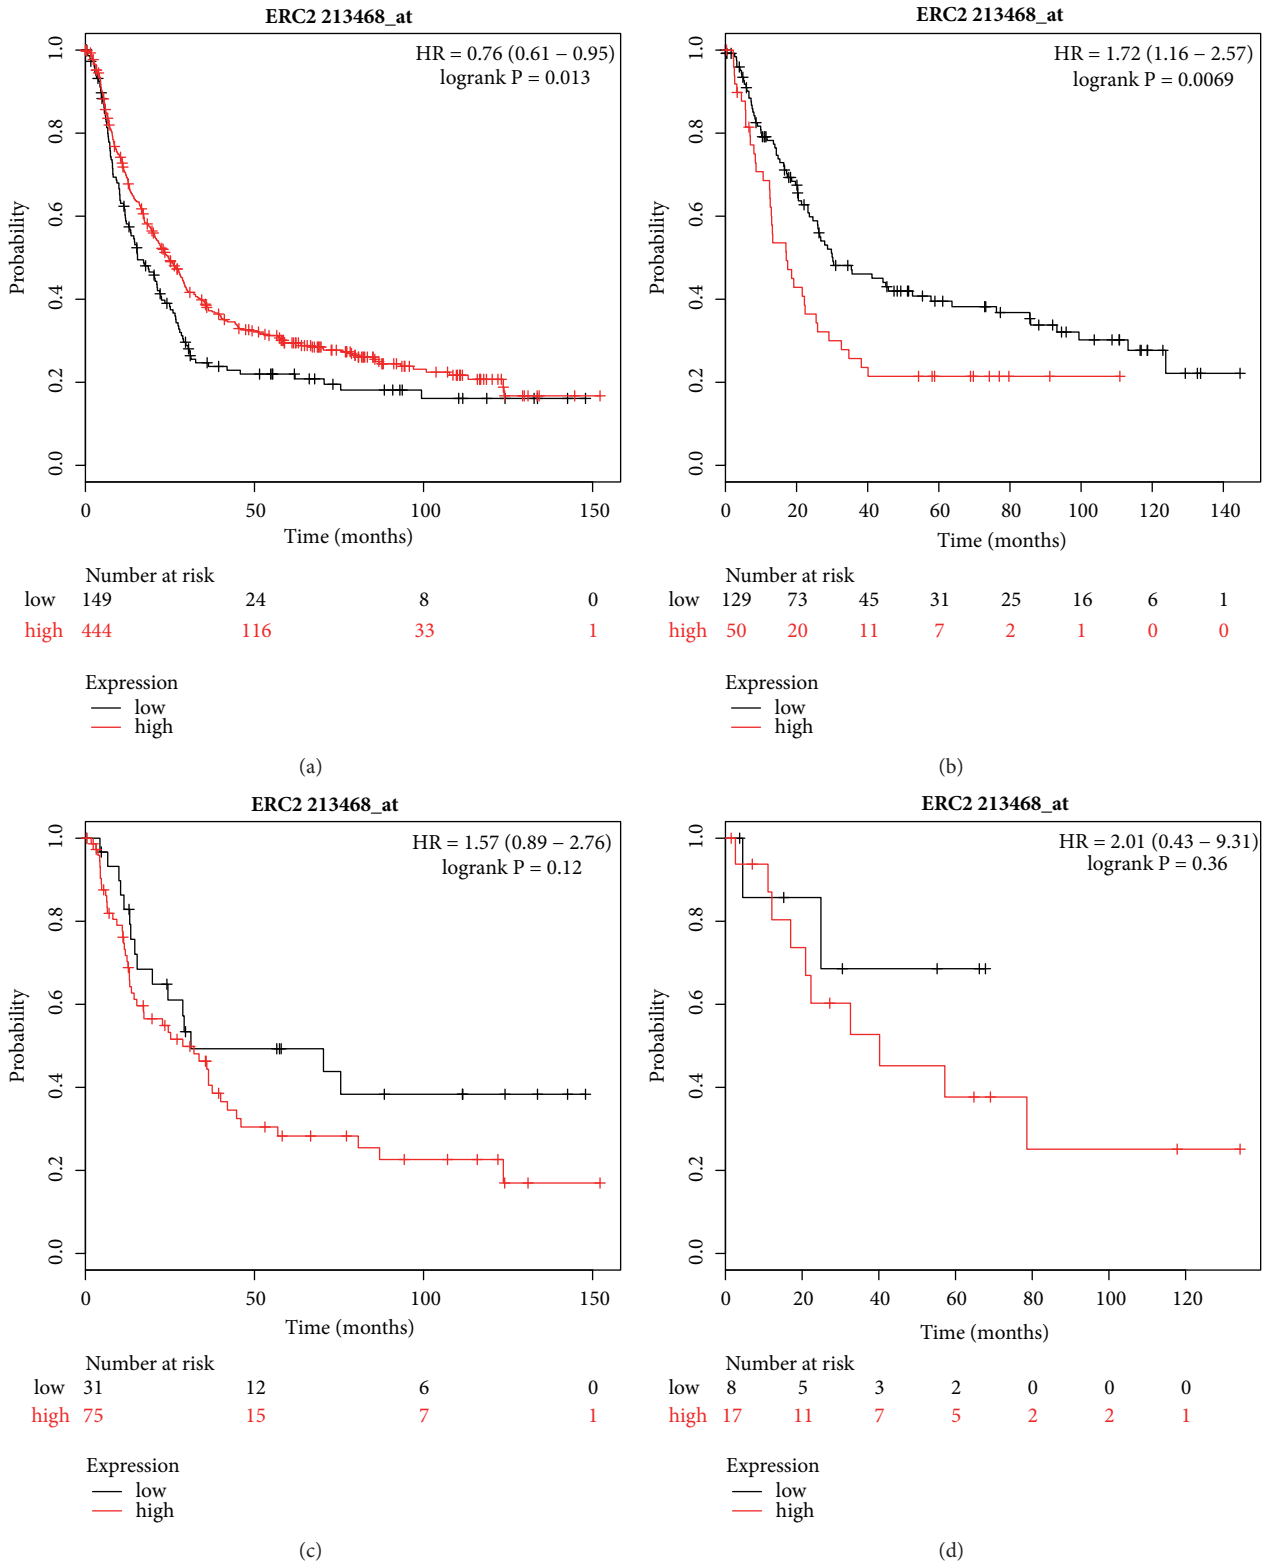 ERC2 213468_at
HR = 0.76 (0.61 − 0.95)
logrank P = 0.013
Probability
1.0
0.8
0.6
0.4
0.2
0.0
0 50 100 150
Time (months)
Number at risk
low 149 24 8 0
high 444 116 33 1
Expression
low
high
(a)
ERC2 213468_at
HR = 1.72 (1.16 − 2.57)
logrank P = 0.0069
Probability
1.0
0.8
0.6
0.4
0.2
0.0
0 20 40 60 80 100 120 140
Time (months)
Number at risk
low 129 73 45 31 25 16 6 1
high 50 20 11 7 2 1 0 0
Expression
low
high
(b)
ERC2 213468_at
HR = 1.57 (0.89 − 2.76)
logrank P = 0.12
Probability
1.0
0.8
0.6
0.4
0.2
0.0
0 50 100 150
Time (months)
Number at risk
low 31 12 6 0
high 75 15 7 1
Expression
low
high
(c)
ERC2 213468_at
HR = 2.01 (0.43 − 9.31)
logrank P = 0.36
Probability
1.0
0.8
0.6
0.4
0.2
0.0
0 20 40 60 80 100 120
Time (months)
Number at risk
low 8 5 3 2 0 0 0
high 17 11 7 5 2 2 1
Expression
low
high
(d)